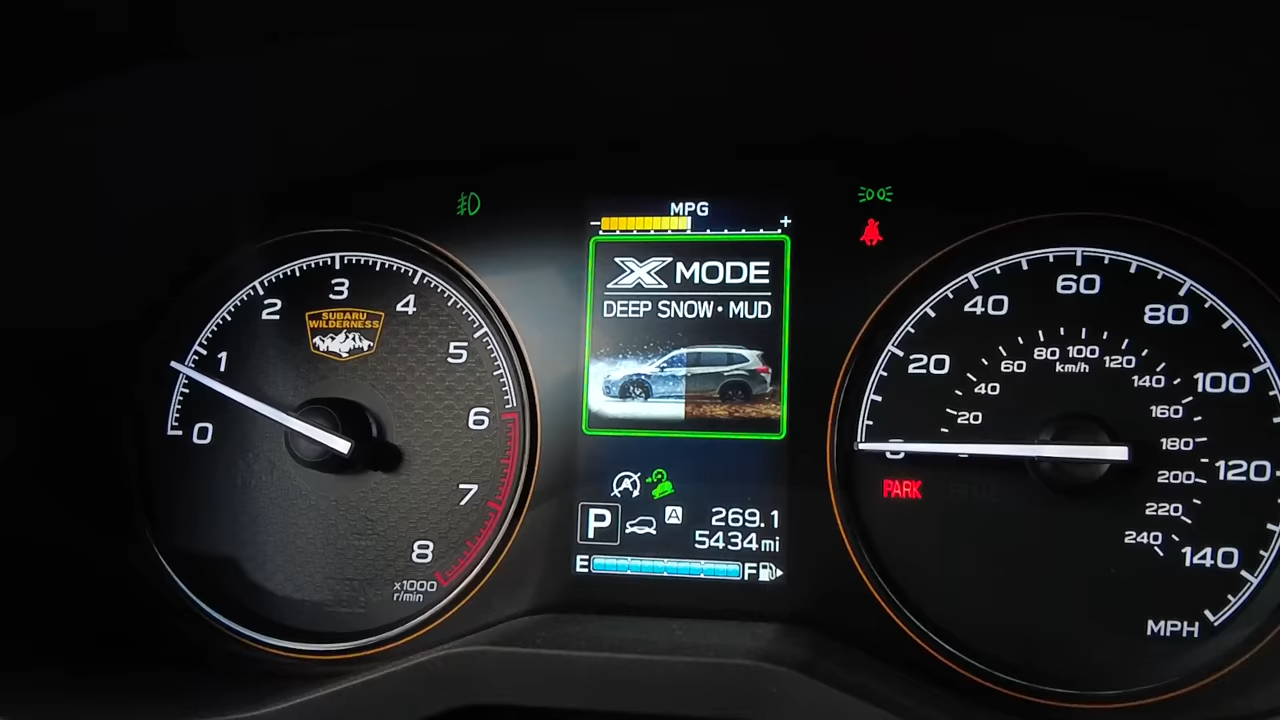 MPG
- +
X MODE
DEEP SNOW • MUD
0 1 2 3 4 5 6 7 8
SUBARU
WILDERNESS
x1000
r/min
A
P A 269.1
5434 mi
E F
0 20 40 60 80 100 120 140
MPH
20 40 60 80 100 120 140 160 180 200 220 240
km/h
PARK